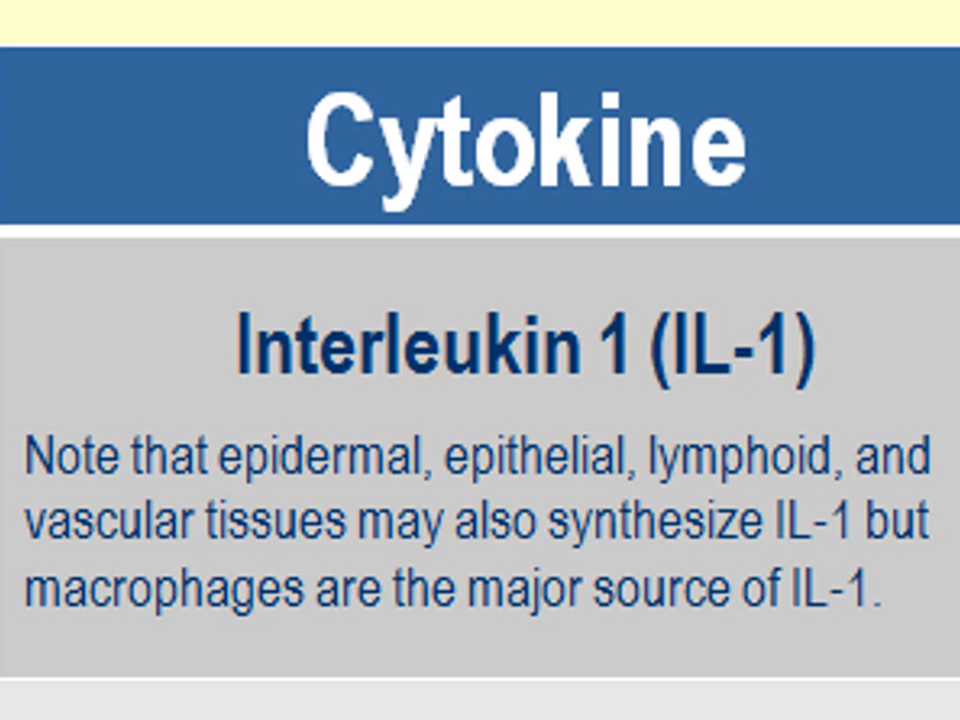 Cytokine
Interleukin 1 (IL-1)
Note that epidermal, epithelial, lymphoid, and
vascular tissues may also synthesize IL-1 but
macrophages are the major source of IL-1.